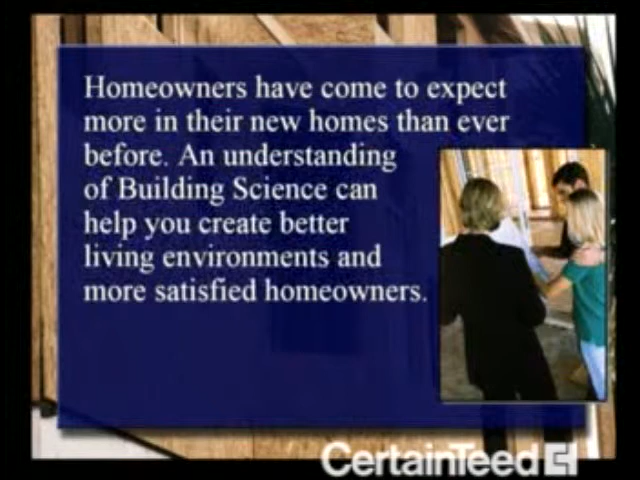 Homeowners have come to expect
more in their new homes than ever
before. An understanding
of Building Science can
help you create better
living environments and
more satisfied homeowners.
CertainTeed